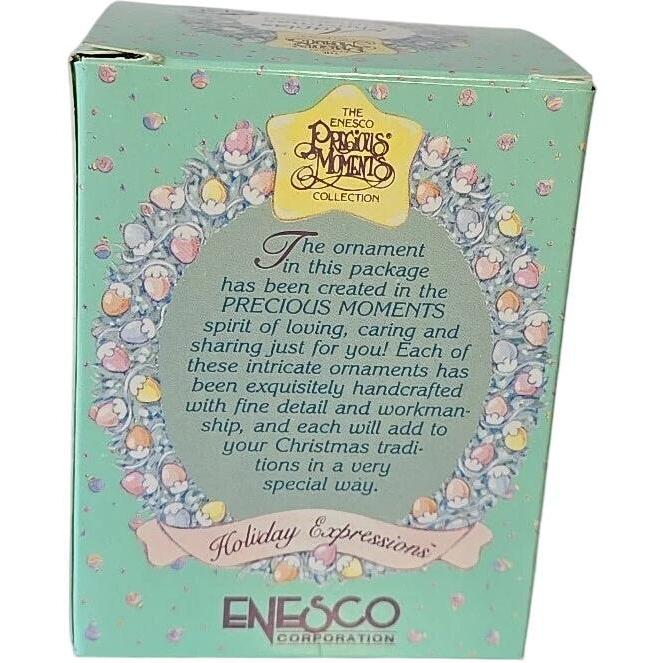 THE
ENESCO
PRECIOUS®
MOMENTS
COLLECTION
The ornament
in this package
has been created in the
PRECIOUS MOMENTS
spirit of loving, caring and
sharing just for you! Each of
these intricate ornaments has
been exquisitely handcrafted
with fine detail and workman-
ship, and each will add to
your Christmas tradi-
tions in a very
special way.
Holiday Expressions™
ENESCO
CORPORATION